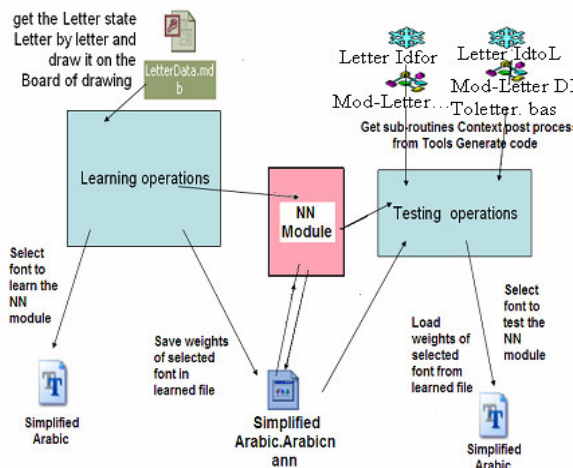 get the Letter state
Letter by letter and
draw it on the
Board of drawing
LetterData.md
b
Letter Idfor
Mod-Letter...
Letter IdtoL
Mod-Letter DI
Toletter. bas
Get sub-routines Context post process
from Tools Generate code
Learning operations
NN
Module
Testing operations
Select
font to
learn the
NN
module
Save weights
of selected
font in
learned file
Load
weights of
selected
font from
learned file
Select
font to
test the
NN
module
Simplified
Arabic
Simplified
Arabic.Arabicn
ann
Simplified
Arabic